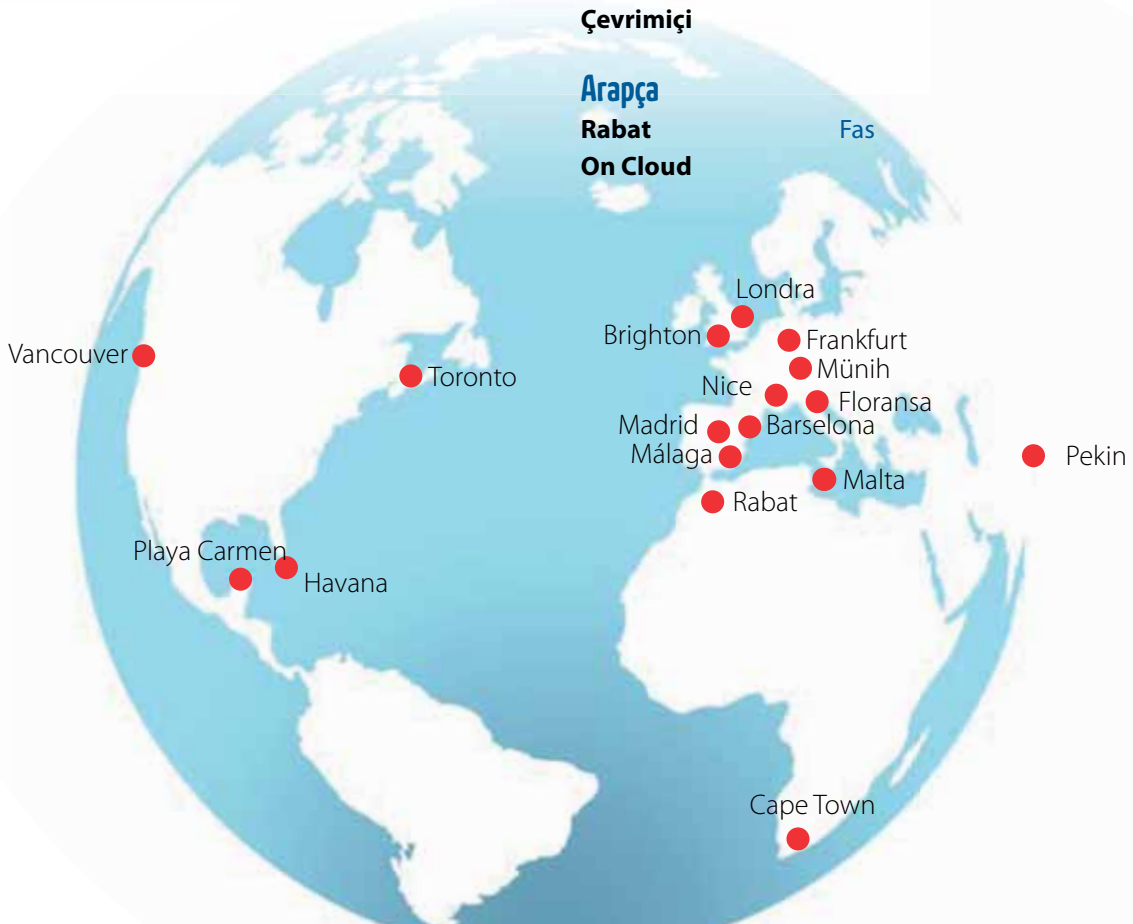 Çevrimiçi
Arapça
Rabat Fas
On Cloud
Londra
Brighton
Frankfurt
Vancouver
Münih
Toronto
Nice
Floransa
Madrid
Barselona
Málaga
Pekin
Malta
Rabat
Playa Carmen
Havana
Cape Town